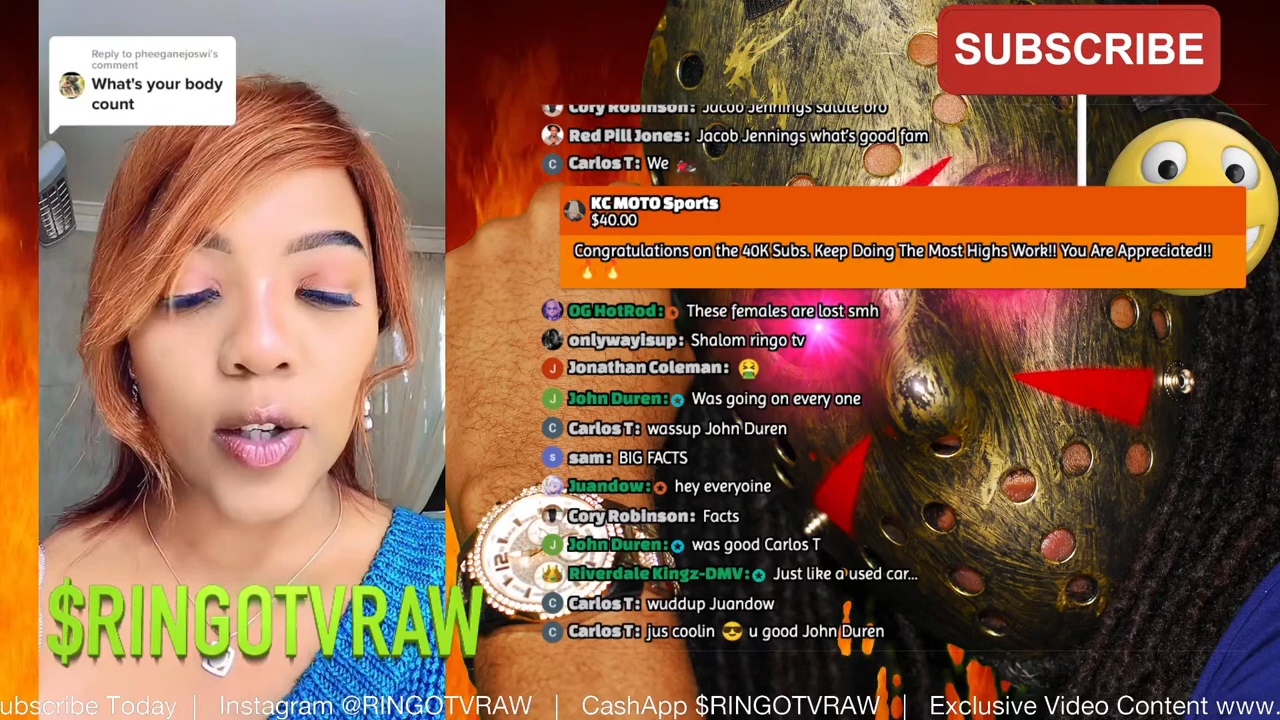 Reply to pheeganejoswi's
comment
What's your body
count
SUBSCRIBE
Cory Robinson: Jacob Jennings salute bro
Red Pill Jones: Jacob Jennings what's good fam
Carlos T: We
KC MOTO Sports
$40.00
Congratulations on the 40K Subs. Keep Doing The Most Highs Work!! You Are Appreciated!!
OG HotRod: These females are lost smh
onlywayisup: Shalom ringo tv
J Jonathan Coleman:
J John Duren: Was going on every one
C Carlos T: wassup John Duren
s sam: BIG FACTS
Juandow: hey everyoine
Cory Robinson: Facts
J John Duren: was good Carlos T
Riverdale Kingz-DMV: Just like a used car...
C Carlos T: wuddup Juandow
C Carlos T: jus coolin 😎 u good John Duren
$RINGOTVRAW
ubscribe Today | Instagram @RINGOTVRAW | CashApp $RINGOTVRAW | Exclusive Video Content www.